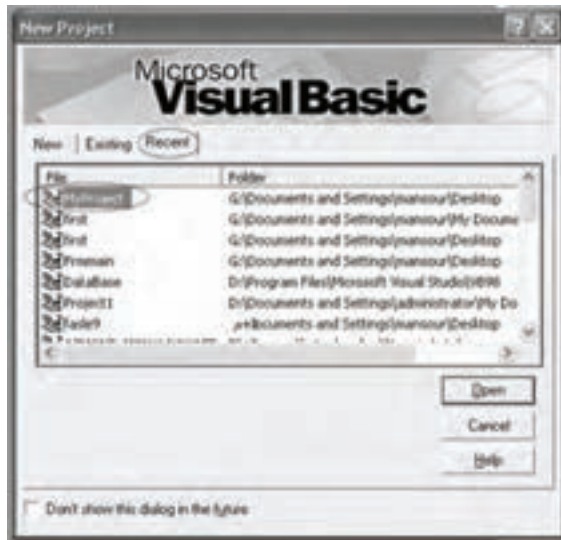 New Project
Microsoft
Visual Basic
New Existing Recent
File Folder
G:\Documents and Settings\mansour\Desktop
first G:\Documents and Settings\mansour\My Docume
first G:\Documents and Settings\mansour\Desktop
Prnmain G:\Documents and Settings\mansour\Desktop
DataBase D:\Program Files\Microsoft Visual Studio\VB98
Project1 D:\Documents and Settings\administrator\My Do
fasle9 and Settings\mansour\Desktop
Open
Cancel
Help
Don't show this dialog in the future